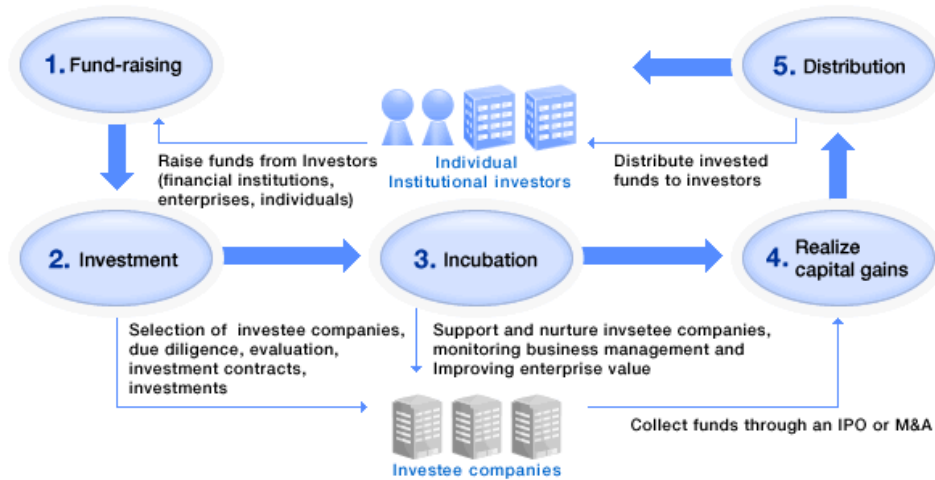 1. Fund-raising
5. Distribution
Raise funds from Investors
(financial institutions,
enterprises, individuals)
Individual
Institutional investors
Distribute invested
funds to investors
2. Investment
3. Incubation
4. Realize
capital gains
Selection of investee companies,
due diligence, evaluation,
investment contracts,
investments
Support and nurture invsetee companies,
monitoring business management and
Improving enterprise value
Collect funds through an IPO or M&A
Investee companies